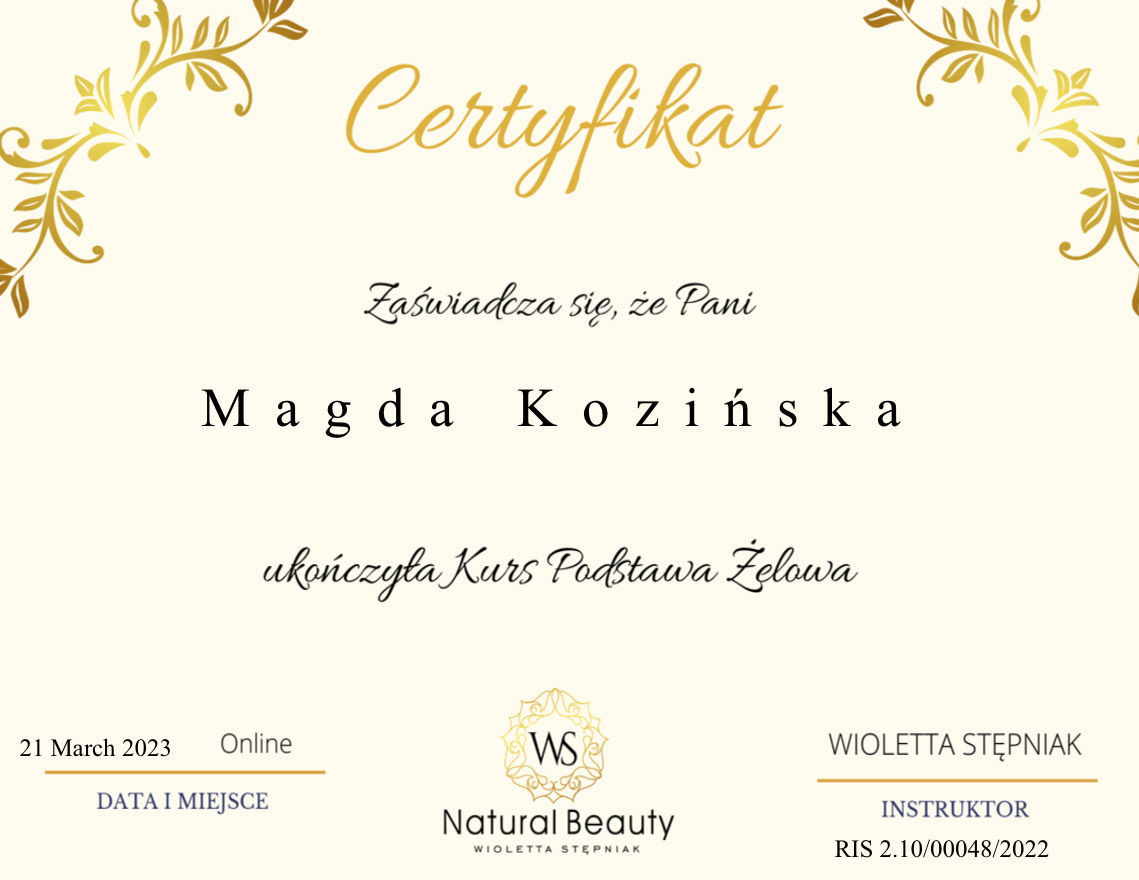 Certyfikat
Zaświadcza się, że Pani
Magda Kozińska
ukończyła Kurs Podstawa Żelowa
21 March 2023 Online
DATA I MIEJSCE
WS
Natural Beauty
WIOLETTA STĘPNIAK
WIOLETTA STĘPNIAK
INSTRUKTOR
RIS 2.10/00048/2022